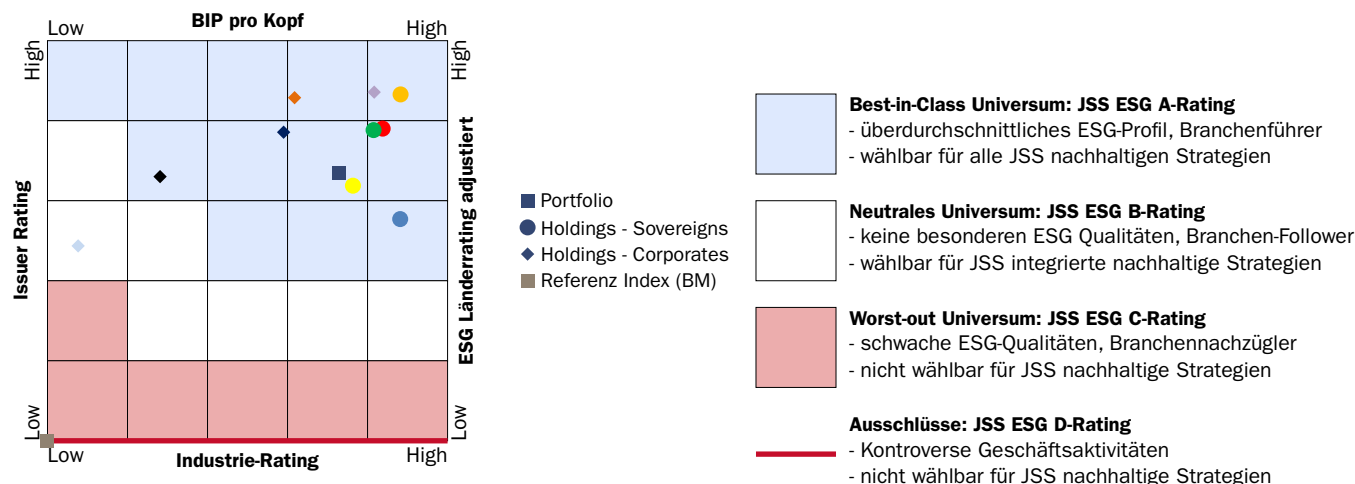 BIP pro Kopf
Low
High
High
High
Issuer Rating
ESG Länderrating adjustiert
Low
Low
Low
High
Industrie-Rating
Portfolio
Holdings - Sovereigns
Holdings - Corporates
Referenz Index (BM)
Best-in-Class Universum: JSS ESG A-Rating
- überdurchschnittliches ESG-Profil, Branchenführer
- wählbar für alle JSS nachhaltigen Strategien
Neutrales Universum: JSS ESG B-Rating
- keine besonderen ESG Qualitäten, Branchen-Follower
- wählbar für JSS integrierte nachhaltige Strategien
Worst-out Universum: JSS ESG C-Rating
- schwache ESG-Qualitäten, Branchennachzügler
- nicht wählbar für JSS nachhaltige Strategien
Ausschlüsse: JSS ESG D-Rating
- Kontroverse Geschäftsaktivitäten
- nicht wählbar für JSS nachhaltige Strategien